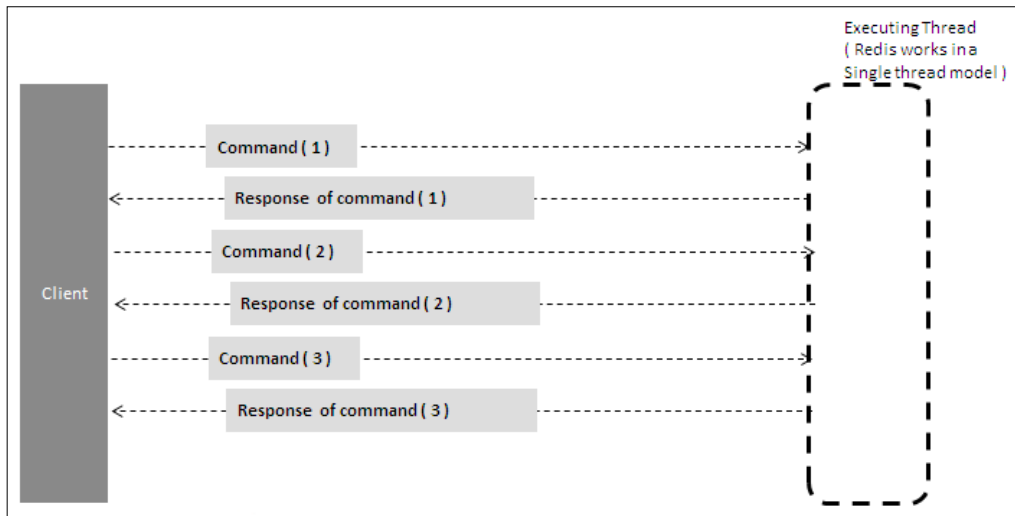 Executing Thread
( Redis works in a
Single thread model )
Command ( 1 )
Response of command ( 1 )
Command ( 2 )
Client
Response of command ( 2 )
Command ( 3 )
Response of command ( 3 )